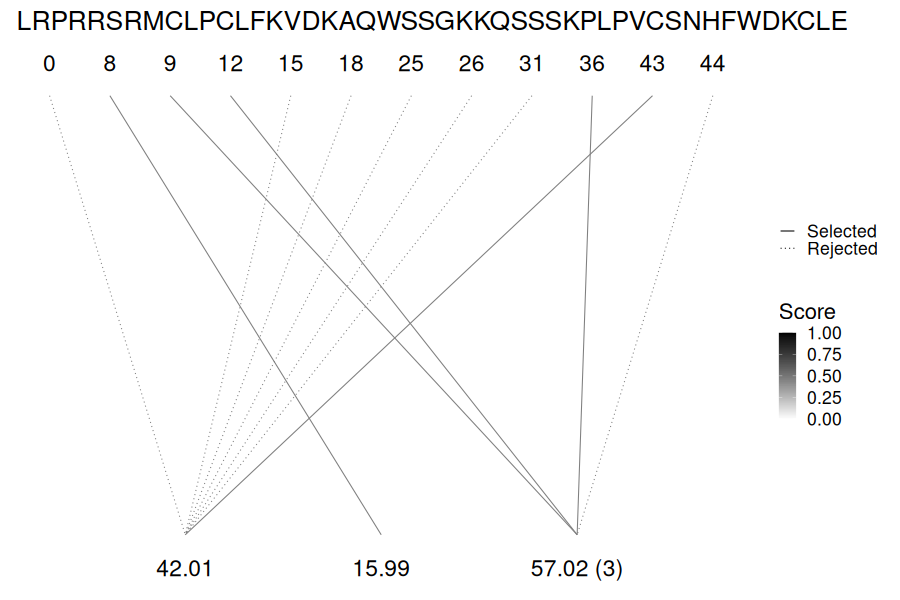 LRPRRSRMCLPCLFKVDKAQWSSGKKQSSSKPLPVCSNHFWDKCLE
0 8 9 12 15 18 25 26 31 36 43 44
Selected
Rejected
Score
1.00
0.75
0.50
0.25
0.00
42.01 15.99 57.02 (3)